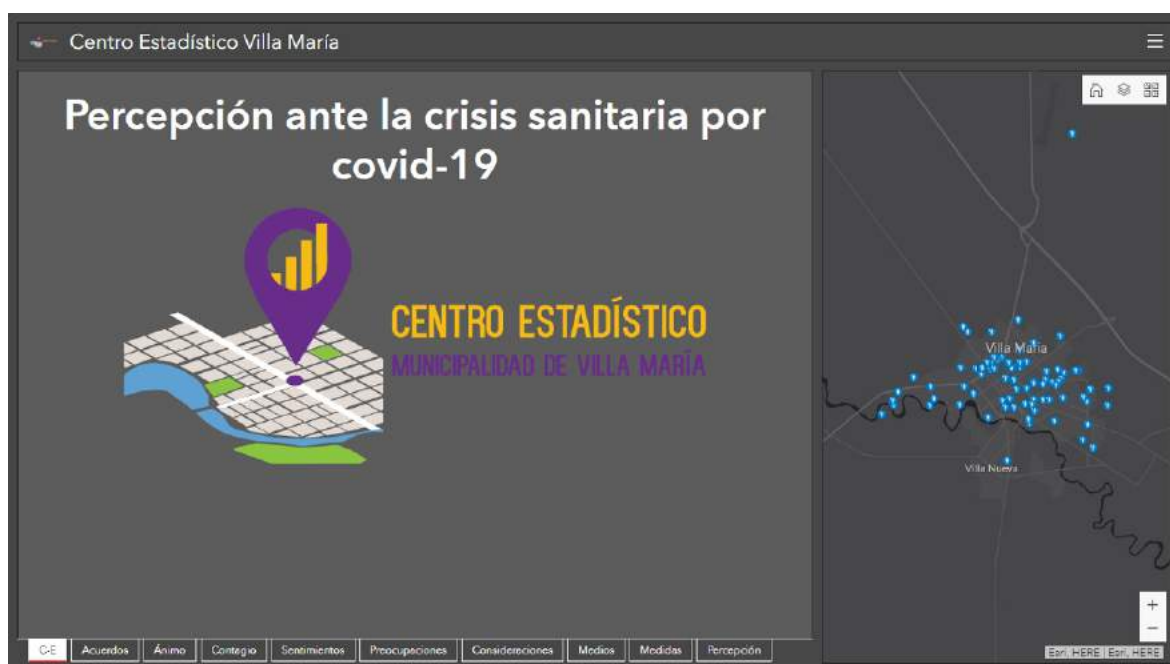 Centro Estadístico Villa María
Percepción ante la crisis sanitaria por
covid-19
CENTRO ESTADÍSTICO
MUNICIPALIDAD DE VILLA MARÍA
Villa María
Villa Nueva
+
−
Esri, HERE | Esri, HERE
C-E
Acuerdos
Ánimo
Contagio
Sentimientos
Preocupaciones
Consideraciones
Medios
Medidas
Percepción